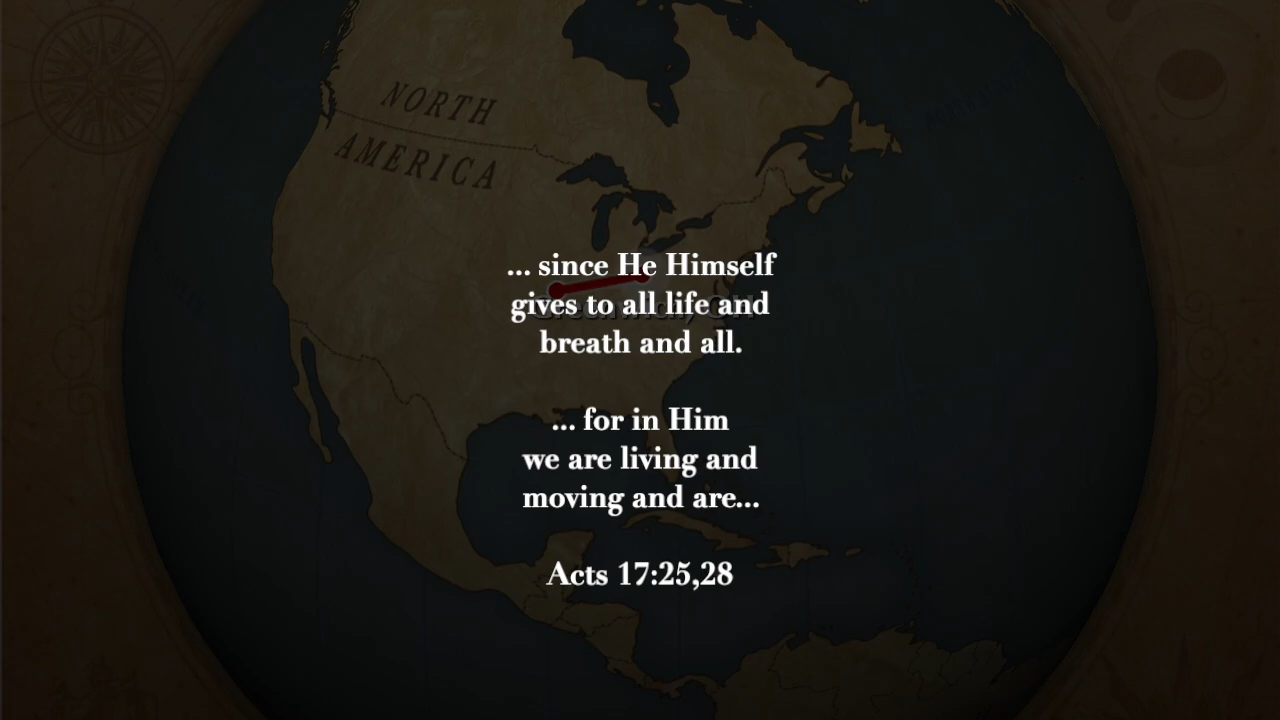 NORTH
AMERICA
... since He Himself
gives to all life and
breath and all.
... for in Him
we are living and
moving and are...
Acts 17:25,28